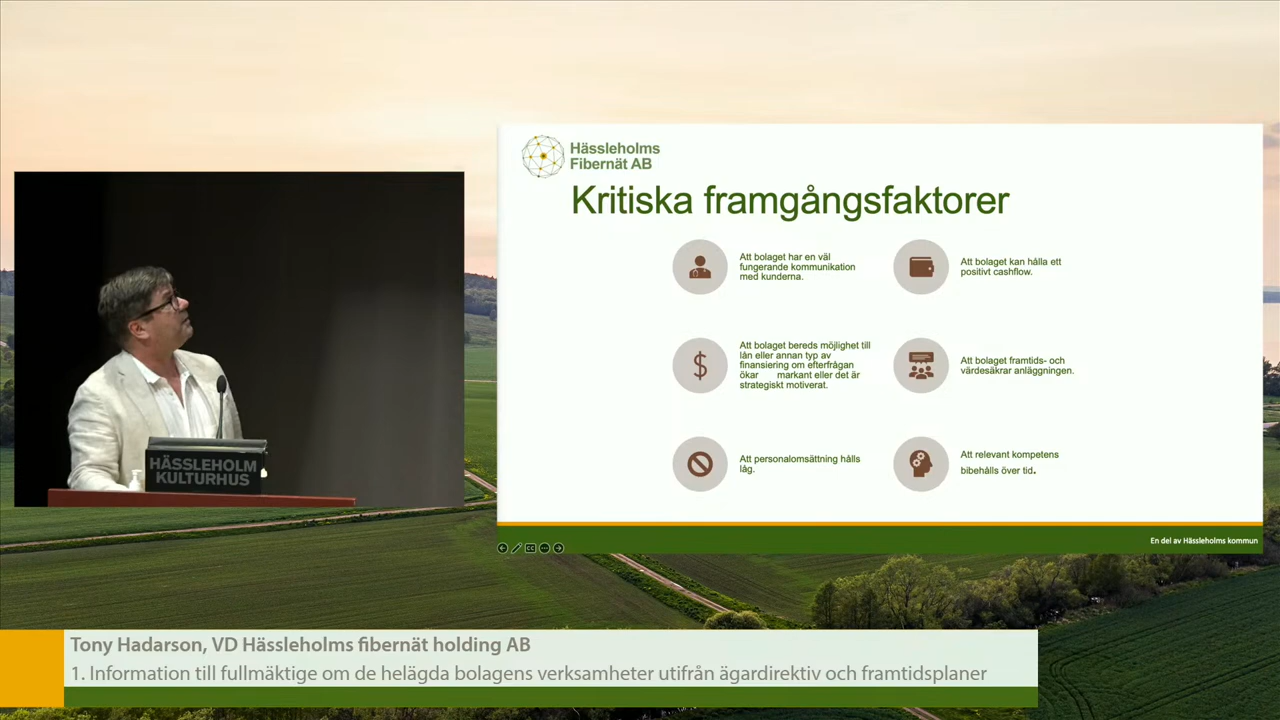 Hässleholms
Fibernät AB
Kritiska framgångsfaktorer
Att bolaget har en väl
fungerande kommunikation
med kunderna.
Att bolaget kan hålla ett
positivt cashflow.
Att bolaget bereds möjlighet till
lån eller annan typ av
finansiering om efterfrågan
ökar markant eller det är
strategiskt motiverat.
Att bolaget framtids- och
värdesäkrar anläggningen.
Att personalomsättning hålls
låg.
Att relevant kompetens
bibehålls över tid.
En del av Hässleholms kommun
HÄSSLEHOLM
KULTURHUS
Tony Hadarson, VD Hässleholms fibernät holding AB
1. Information till fullmäktige om de helägda bolagens verksamheter utifrån ägardirektiv och framtidsplaner